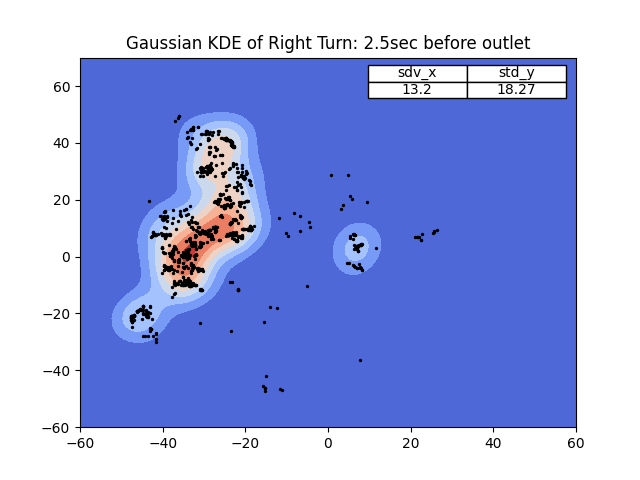 Gaussian KDE of Right Turn: 2.5sec before outlet
sdv_x std_y
13.2 18.27
60
40
20
0
−20
−40
−60
−60 −40 −20 0 20 40 60